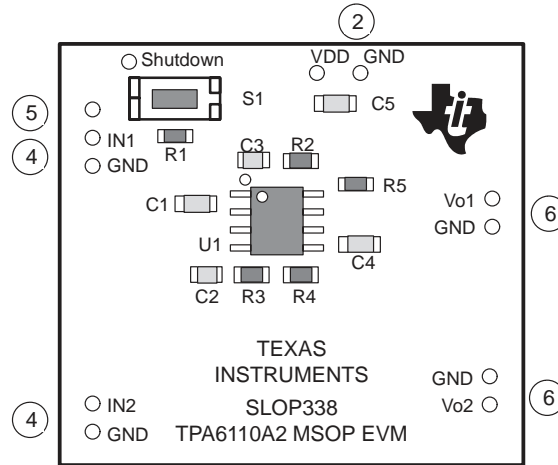 2
Shutdown
VDD GND
S1
C5
5
IN1
4
GND
R1
C3 R2
R5
C1
Vo1
6
GND
U1
C4
C2 R3 R4
TEXAS
INSTRUMENTS
GND
6
IN2
SLOP338
Vo2
4
GND
TPA6110A2 MSOP EVM